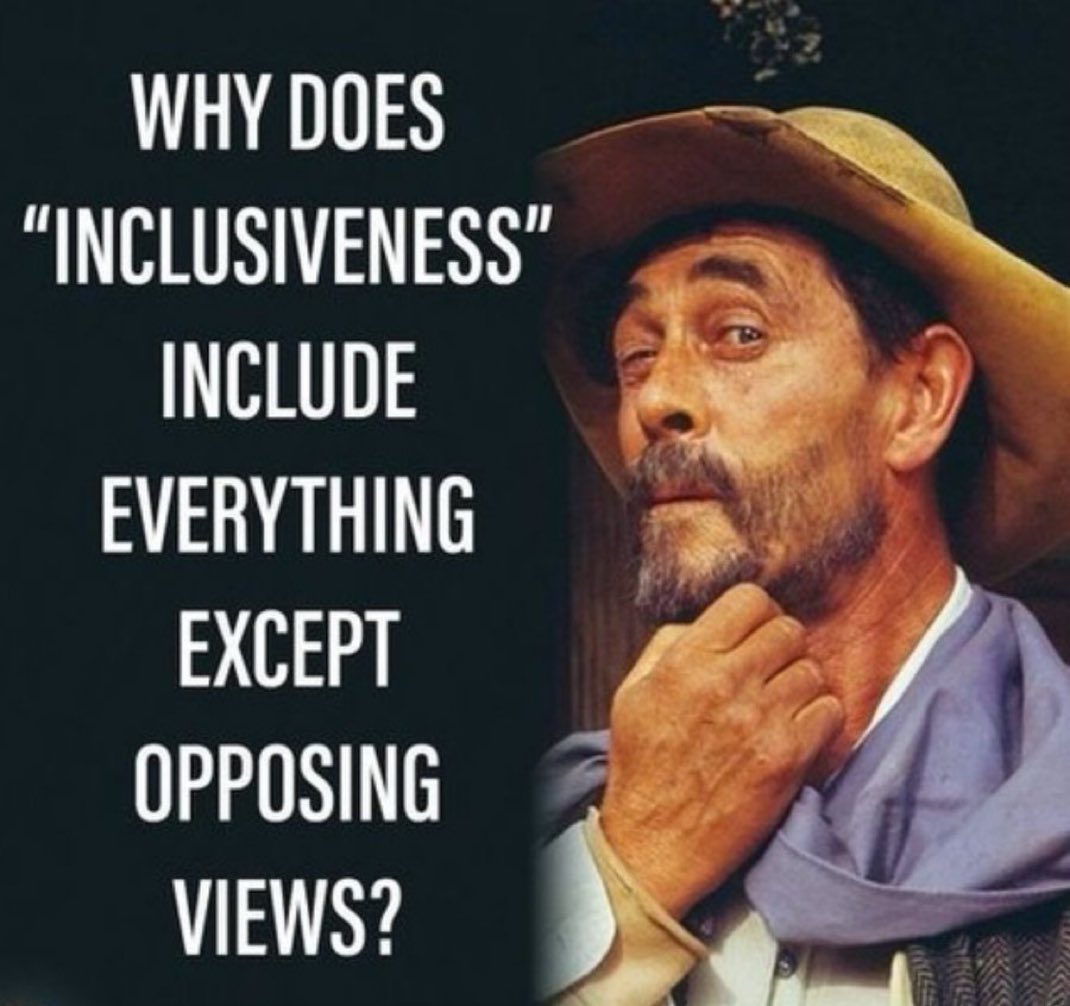 WHY DOES
“INCLUSIVENESS”
INCLUDE
EVERYTHING
EXCEPT
OPPOSING
VIEWS?